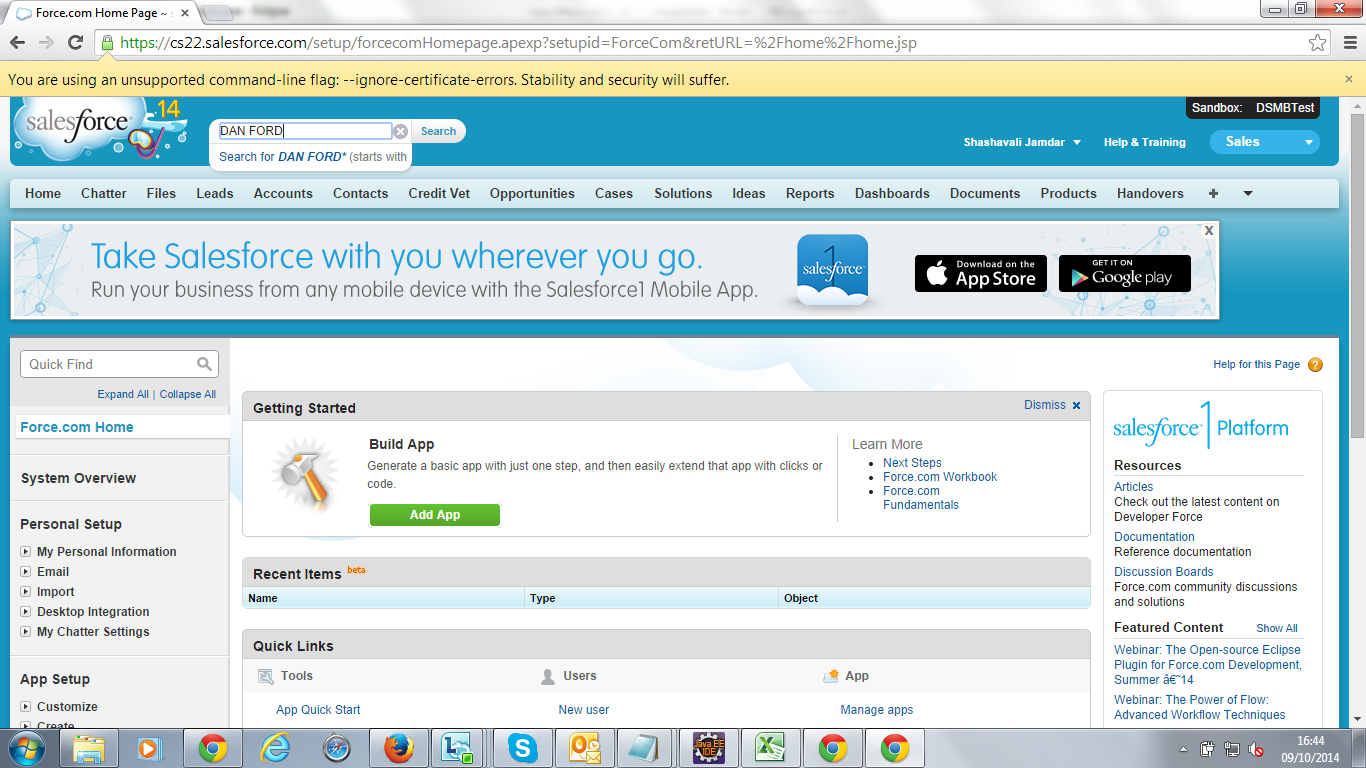 Force.com Home Page ~ s
https://cs22.salesforce.com/setup/forcecomHomepage.apexp?setupid=ForceCom&retURL=%2Fhome%2Fhome.jsp
You are using an unsupported command-line flag: --ignore-certificate-errors. Stability and security will suffer.
salesforce
'14
DAN FORD
Search
Search for DAN FORD* (starts with
Sandbox: DSMBTest
Shashavali Jamdar
Help & Training
Sales
Home Chatter Files Leads Accounts Contacts Credit Vet Opportunities Cases Solutions Ideas Reports Dashboards Documents Products Handovers
Take Salesforce with you wherever you go.
Run your business from any mobile device with the Salesforce1 Mobile App.
1
salesforce
Download on the
App Store
GET IT ON
Google play
X
Quick Find
Expand All | Collapse All
Force.com Home
System Overview
Personal Setup
My Personal Information
Email
Import
Desktop Integration
My Chatter Settings
App Setup
Customize
Create
Help for this Page
Getting Started
Dismiss
Build App
Generate a basic app with just one step, and then easily extend that app with clicks or
code.
Add App
Learn More
Next Steps
Force.com Workbook
Force.com
Fundamentals
Recent Items beta
Name Type Object
Quick Links
Tools Users App
App Quick Start New user Manage apps
salesforce1 Platform
Resources
Articles
Check out the latest content on
Developer Force
Documentation
Reference documentation
Discussion Boards
Force.com community discussions
and solutions
Featured Content Show All
Webinar: The Open-source Eclipse
Plugin for Force.com Development,
Summer â€˜14
Webinar: The Power of Flow:
Advanced Workflow Techniques
Java EE
IDE
16:44
09/10/2014